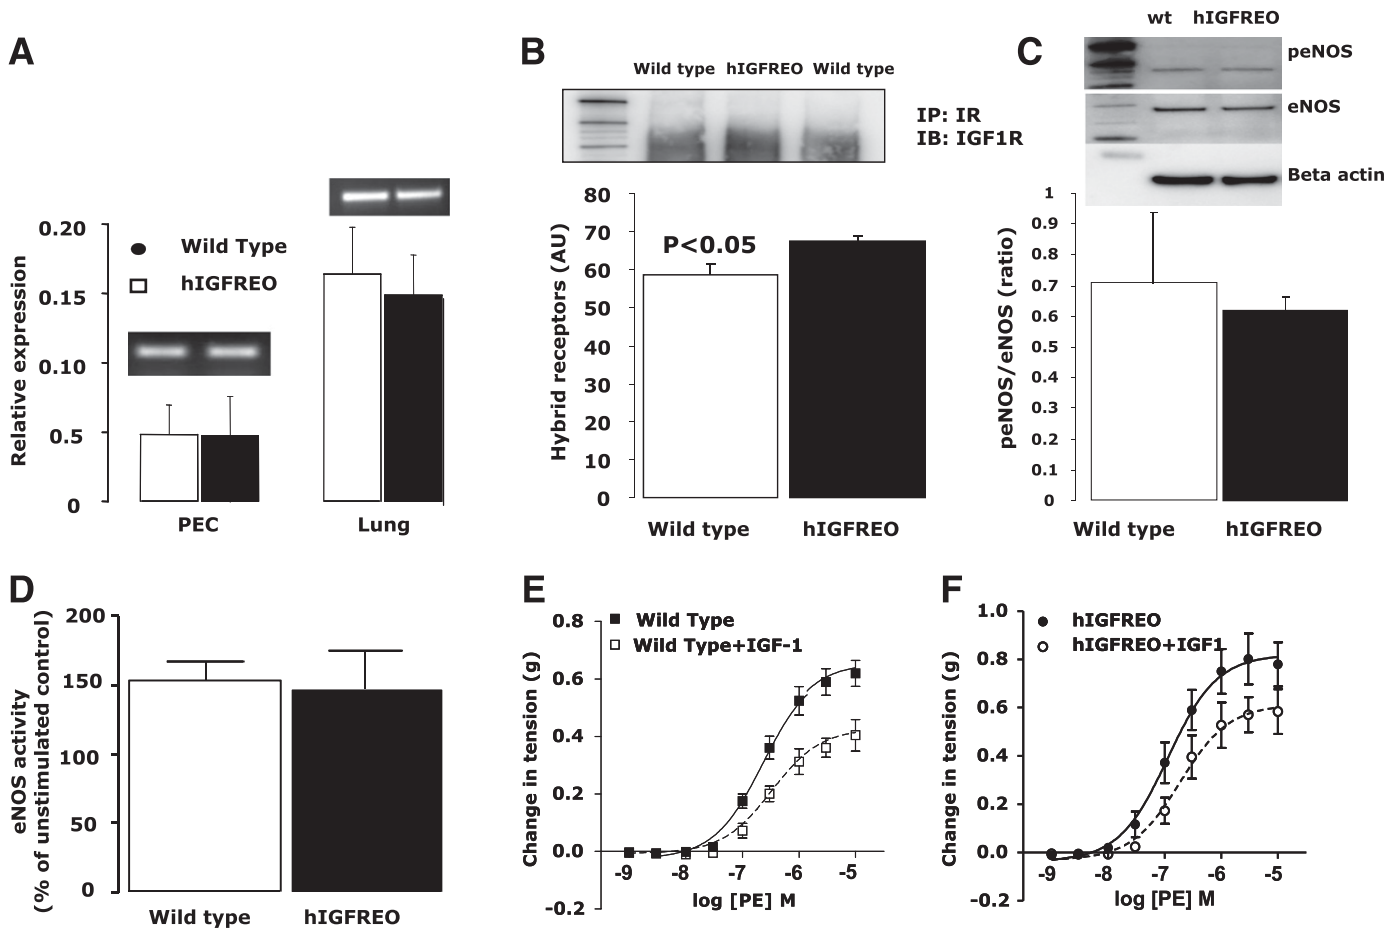 A
0.20
0.15
0.10
0.5
0
Relative expression
Wild Type
hIGFREO
PEC
Lung
B
Wild type hIGFREO Wild type
IP: IR
IB: IGF1R
80
70
60
50
40
30
20
10
0
Hybrid receptors (AU)
P<0.05
Wild type
hIGFREO
C
wt hIGFREO
peNOS
eNOS
Beta actin
1
0.9
0.8
0.7
0.6
0.5
0.4
0.3
0.2
0.1
0
peNOS/eNOS (ratio)
Wild type
hIGFREO
D
200
150
100
50
0
eNOS activity
(% of unstimulated control)
Wild type
hIGFREO
E
Wild Type
Wild Type+IGF-1
0.8
0.6
0.4
0.2
0.0
-0.2
Change in tension (g)
-9 -8 -7 -6 -5
log [PE] M
F
hIGFREO
hIGFREO+IGF1
1.0
0.8
0.6
0.4
0.2
0.0
-0.2
Change in tension (g)
-9 -8 -7 -6 -5
log [PE] M